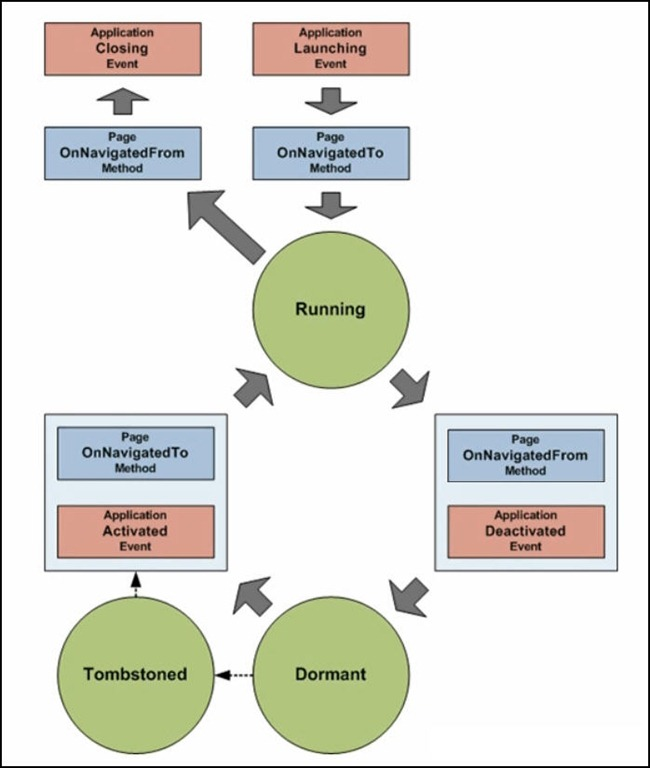 Application
Closing
Event
Application
Launching
Event
Page
OnNavigatedFrom
Method
Page
OnNavigatedTo
Method
Running
Page
OnNavigatedTo
Method
Application
Activated
Event
Page
OnNavigatedFrom
Method
Application
Deactivated
Event
Tombstoned
Dormant